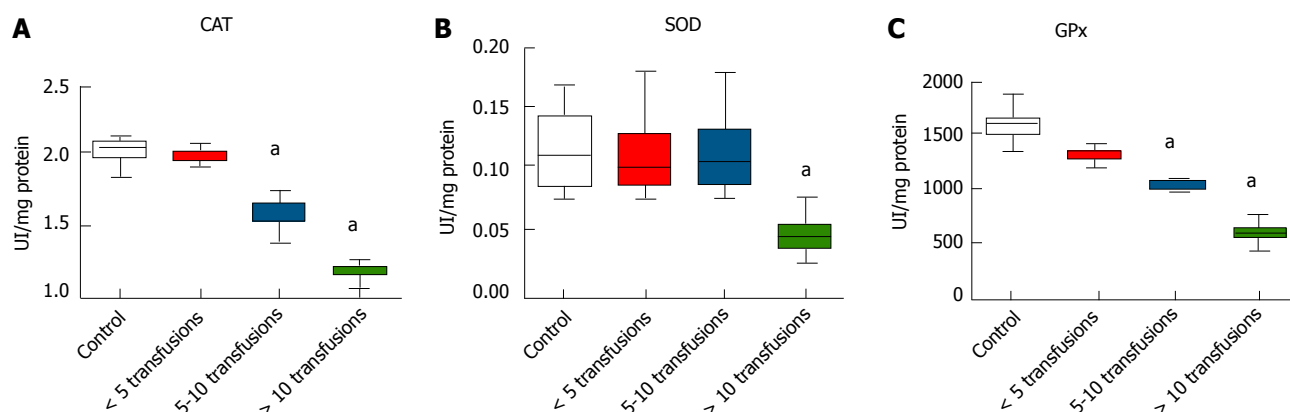 A
CAT
2.5
2.0
1.5
1.0
UI/mg protein
a
a
Control
< 5 transfusions
5-10 transfusions
> 10 transfusions
B
SOD
0.20
0.15
0.10
0.05
0.00
UI/mg protein
a
Control
< 5 transfusions
5-10 transfusions
> 10 transfusions
C
GPx
2000
1500
1000
500
0
UI/mg protein
a
a
Control
< 5 transfusions
5-10 transfusions
> 10 transfusions